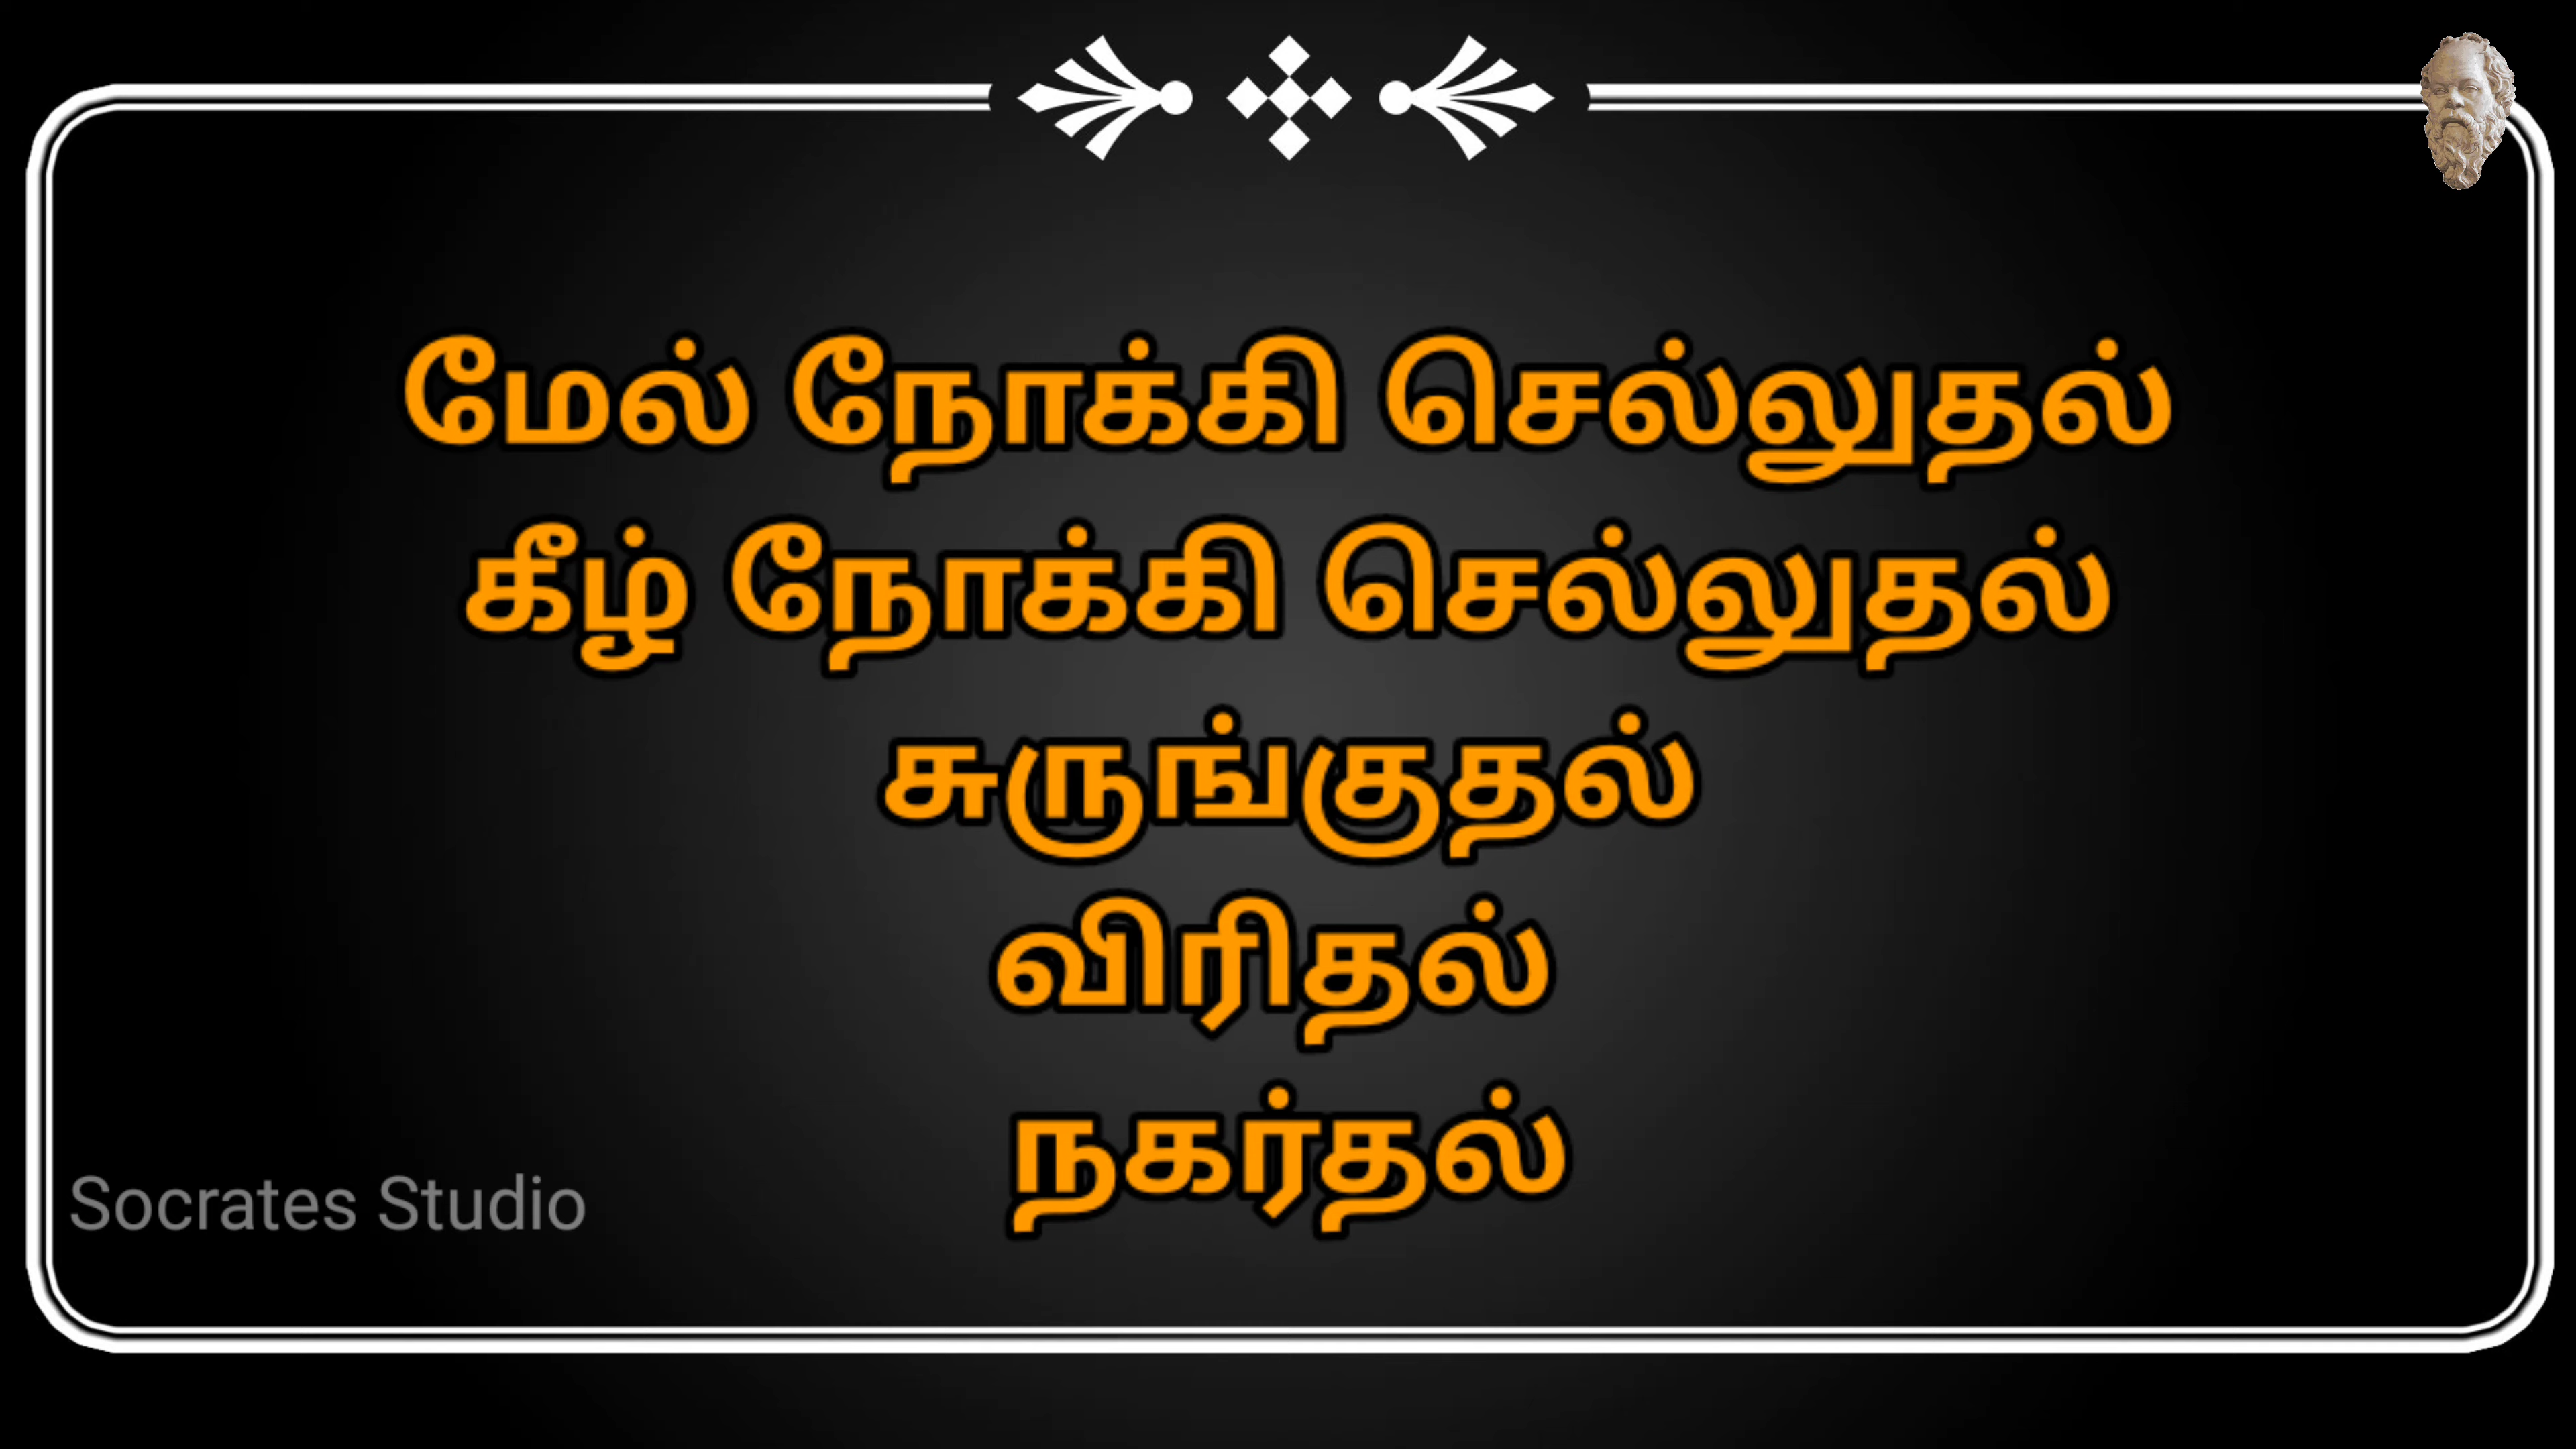 மேல் நோக்கி செல்லுதல்
கீழ் நோக்கி செல்லுதல்
சுருங்குதல்
விரிதல்
நகர்தல்
Socrates Studio